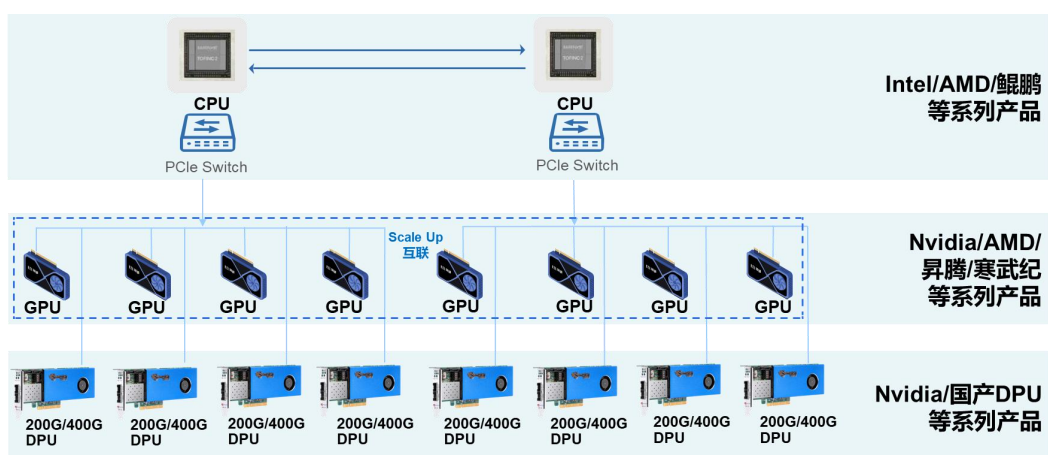 CPU
CPU
PCIe Switch
PCIe Switch
Intel/AMD/鲲鹏
等系列产品
Scale Up
互联
GPU
GPU
GPU
GPU
GPU
GPU
GPU
GPU
Nvidia/AMD/
昇腾/寒武纪
等系列产品
200G/400G
DPU
200G/400G
DPU
200G/400G
DPU
200G/400G
DPU
200G/400G
DPU
200G/400G
DPU
200G/400G
DPU
200G/400G
DPU
Nvidia/国产DPU
等系列产品